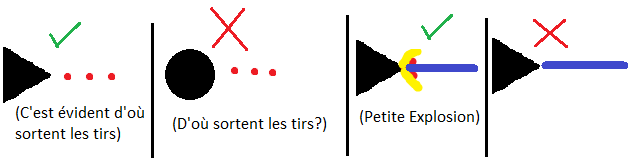 (C'est évident d'où
sortent les tirs)
(D'où sortent les tirs?)
(Petite Explosion)